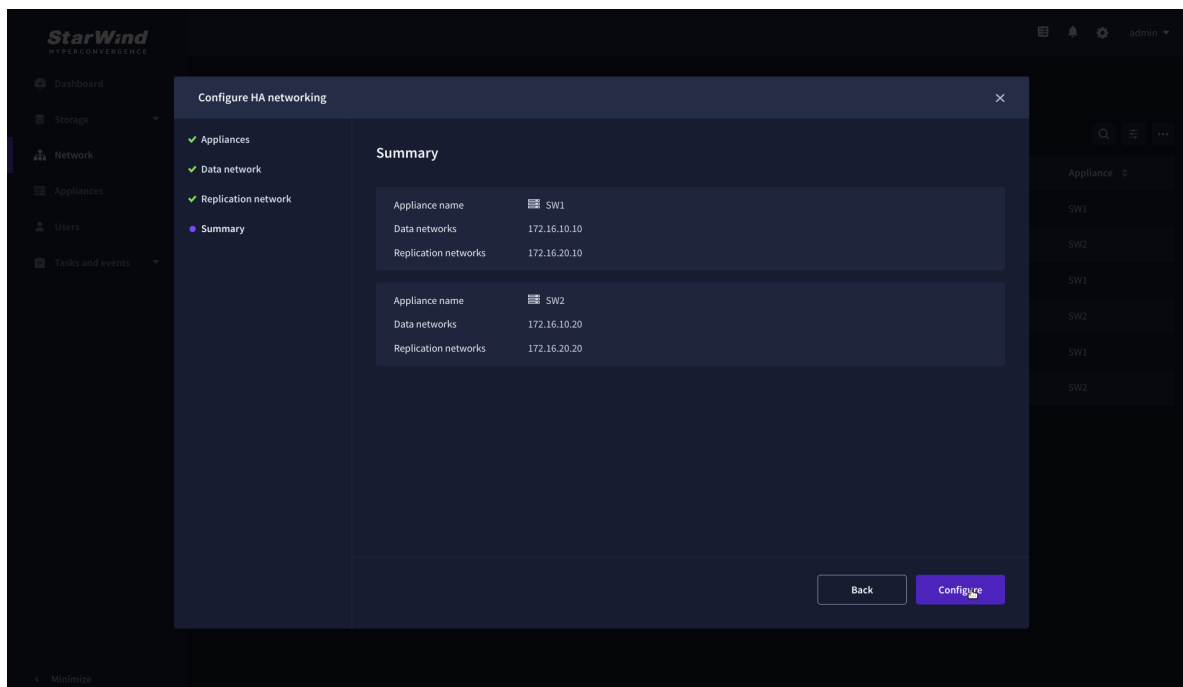 StarWind
HYPERCONVERGENCE
admin
Dashboard
Storage
Network
Appliances
Users
Tasks and events
Minimize
Configure HA networking
Appliances
Data network
Replication network
Summary
Summary
Appliance name SW1
Data networks 172.16.10.10
Replication networks 172.16.20.10
Appliance name SW2
Data networks 172.16.10.20
Replication networks 172.16.20.20
Back Configure
Appliance
SW1
SW2
SW1
SW2
SW1
SW2